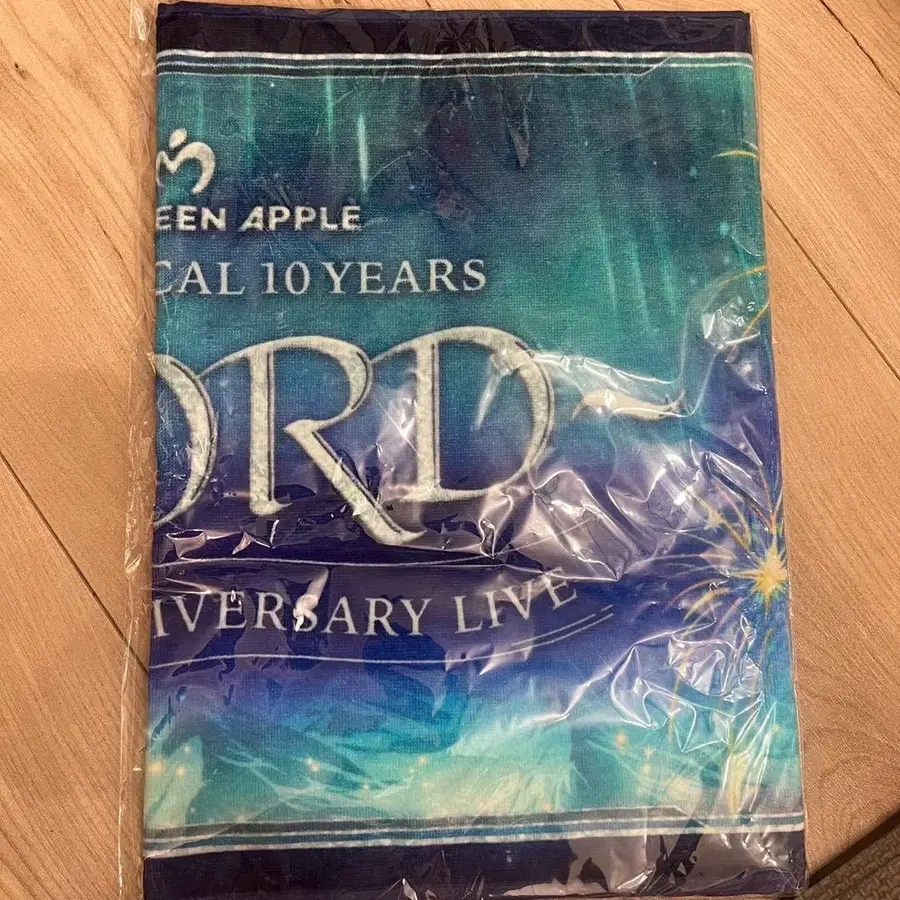 EEN APPLE
CAL 10 YEARS
ORD
IVERSARY LIVE